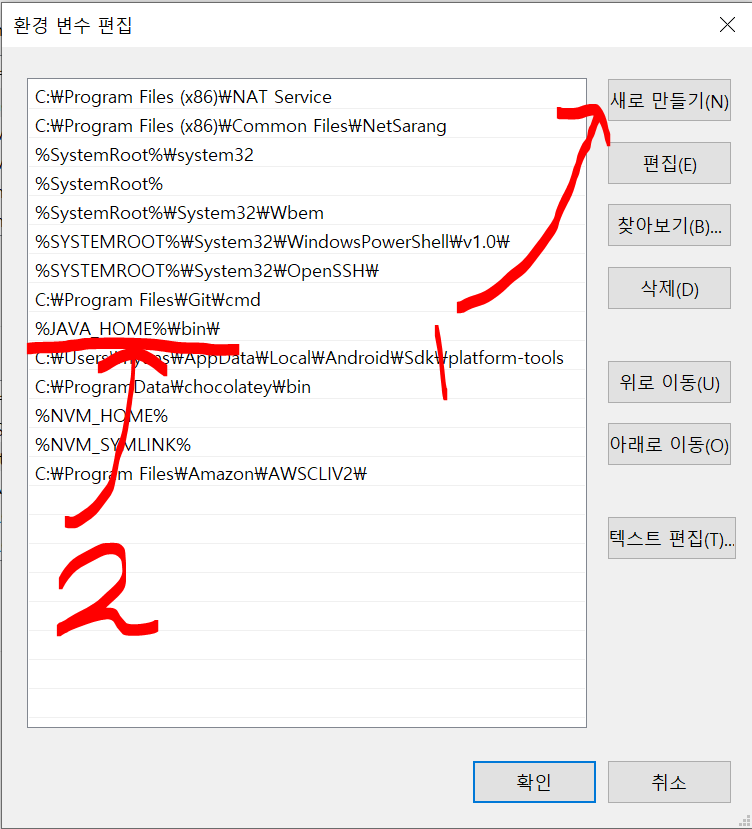 환경 변수 편집
C:₩Program Files (x86)₩NAT Service
새로 만들기(N)
C:₩Program Files (x86)₩Common Files₩NetSarang
%SystemRoot%₩system32
편집(E)
%SystemRoot%
%SystemRoot%₩System32₩Wbem
찾아보기(B)...
%SYSTEMROOT%₩System32₩WindowsPowerShell₩v1.0₩
%SYSTEMROOT%₩System32₩OpenSSH₩
삭제(D)
C:₩Program Files₩Git₩cmd
%JAVA_HOME%₩bin₩
1
C:₩Users₩ ₩AppData₩Local₩Android₩Sdk₩platform-tools
C:₩ProgramData₩chocolatey₩bin
위로 이동(U)
%NVM_HOME%
%NVM_SYMLINK%
아래로 이동(O)
C:₩Program Files₩Amazon₩AWSCLIV2₩
텍스트 편집(T)...
2
확인
취소